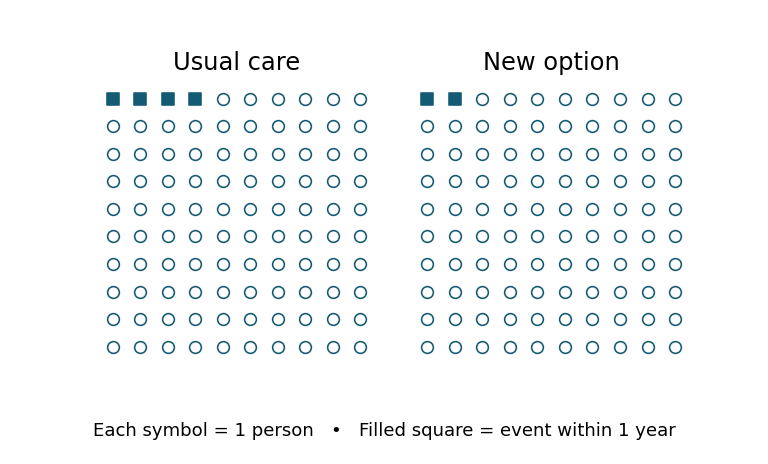 Usual care
New option
Each symbol = 1 person • Filled square = event within 1 year